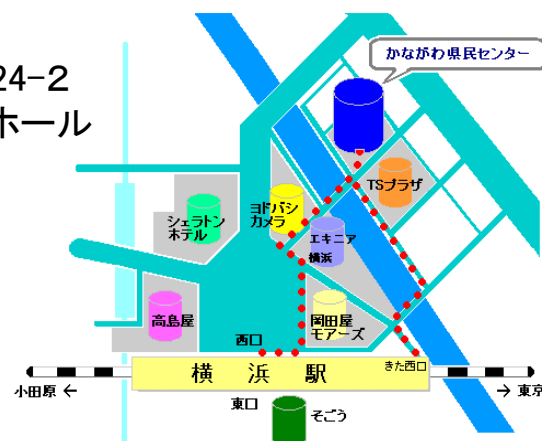 24-2
ホール
かながわ県民センター
TSプラザ
ヨドバシ
カメラ
シェラトン
ホテル
エキニア
横浜
高島屋
岡田屋
モアーズ
西口
きた西口
横浜駅
小田原 ←
→ 東京
東口
そごう